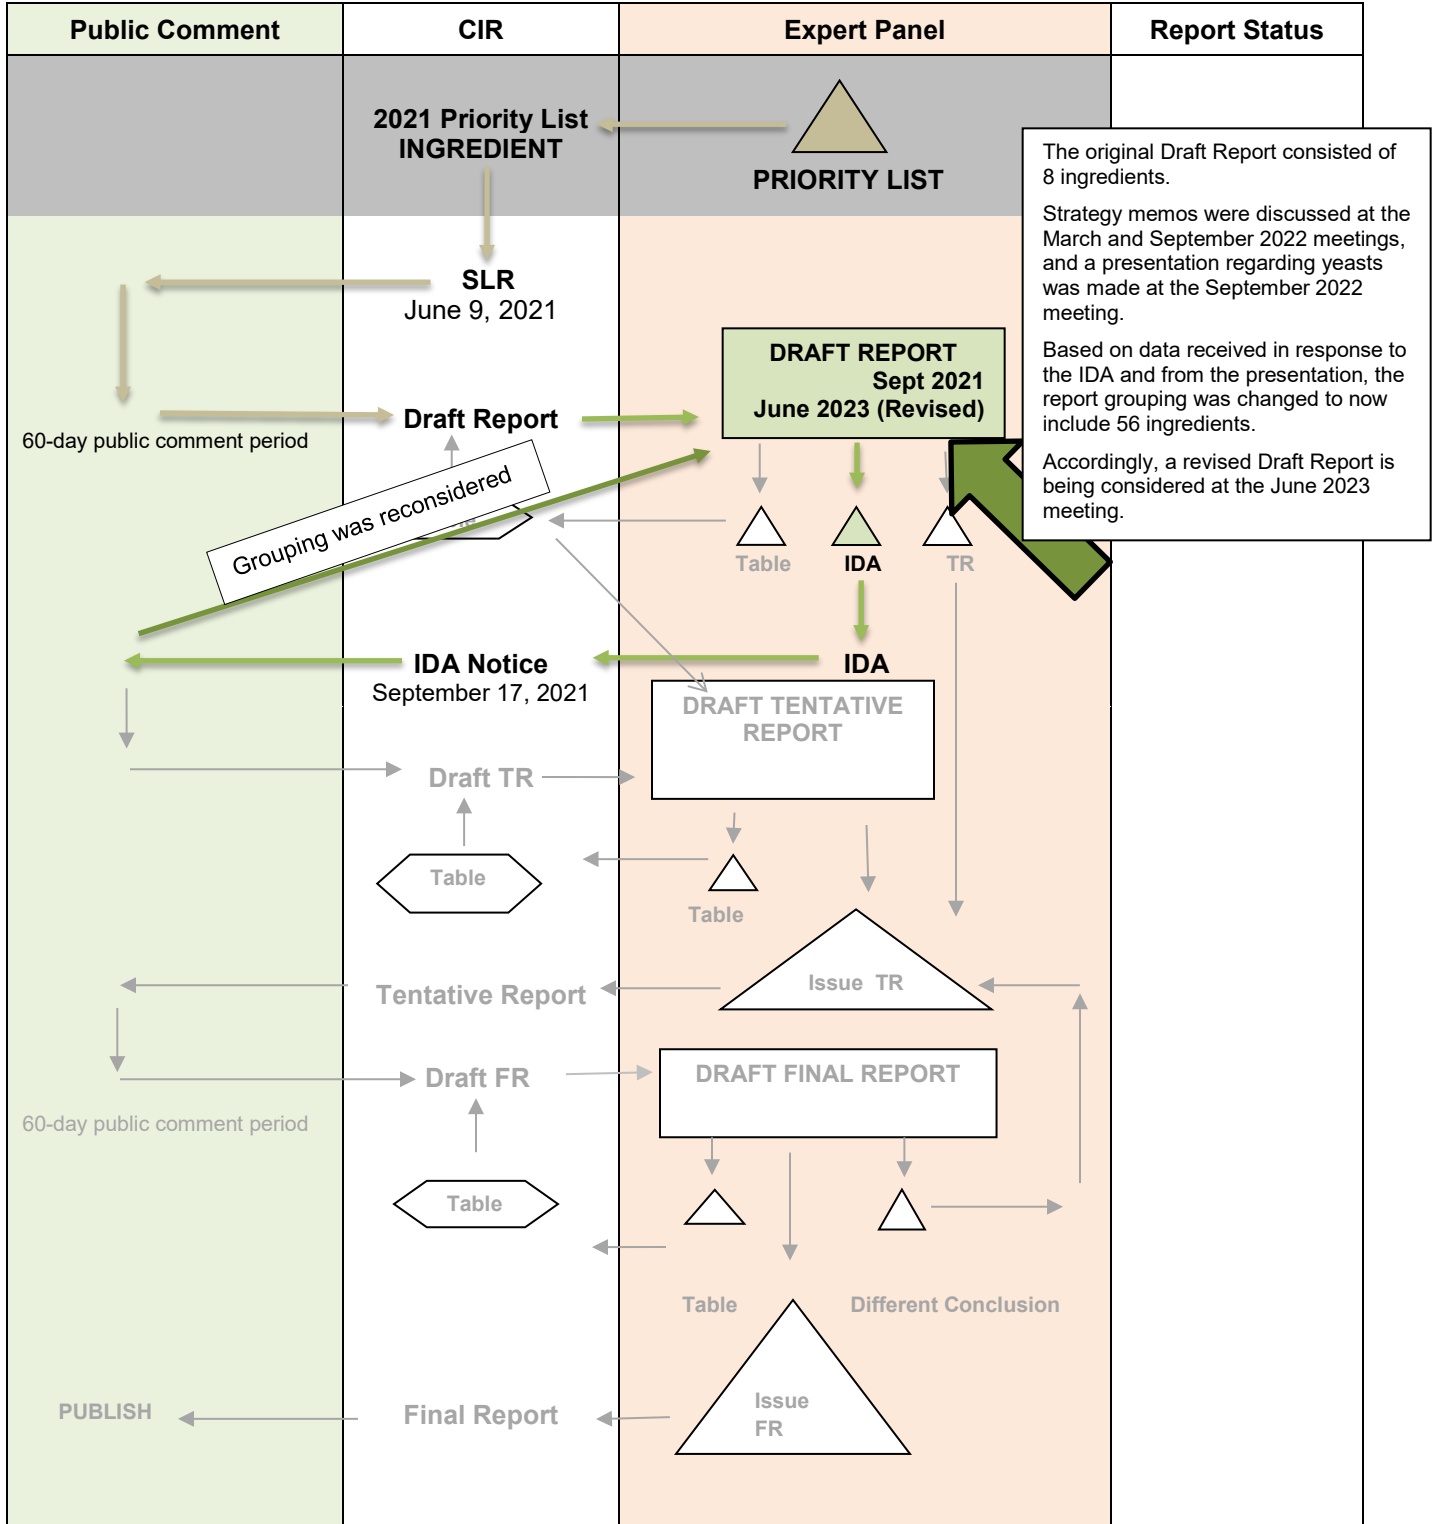 Public Comment
CIR
Expert Panel
Report Status
2021 Priority List
INGREDIENT
PRIORITY LIST
The original Draft Report consisted of
8 ingredients.
Strategy memos were discussed at the
March and September 2022 meetings,
and a presentation regarding yeasts
was made at the September 2022
meeting.
Based on data received in response to
the IDA and from the presentation, the
report grouping was changed to now
include 56 ingredients.
Accordingly, a revised Draft Report is
being considered at the June 2023
meeting.
SLR
June 9, 2021
DRAFT REPORT
Sept 2021
June 2023 (Revised)
Draft Report
60-day public comment period
Grouping was reconsidered
Table
IDA
TR
IDA Notice
September 17, 2021
IDA
DRAFT TENTATIVE
REPORT
Draft TR
Table
Table
Issue TR
Tentative Report
Draft FR
DRAFT FINAL REPORT
60-day public comment period
Table
Table
Different Conclusion
Issue
FR
PUBLISH
Final Report